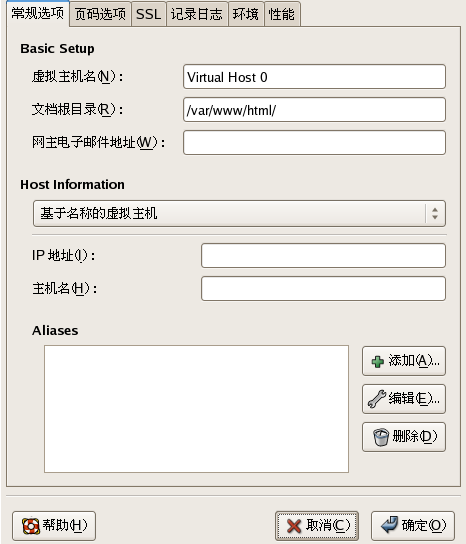 常规选项 页码选项 SSL 记录日志 环境 性能
Basic Setup
虚拟主机名(N)： Virtual Host 0
文档根目录(R)： /var/www/html/
网主电子邮件地址(W)：
Host Information
基于名称的虚拟主机
IP 地址(I)：
主机名(H)：
Aliases
添加(A)...
编辑(E)...
删除(D)
帮助(H) 取消(C) 确定(O)